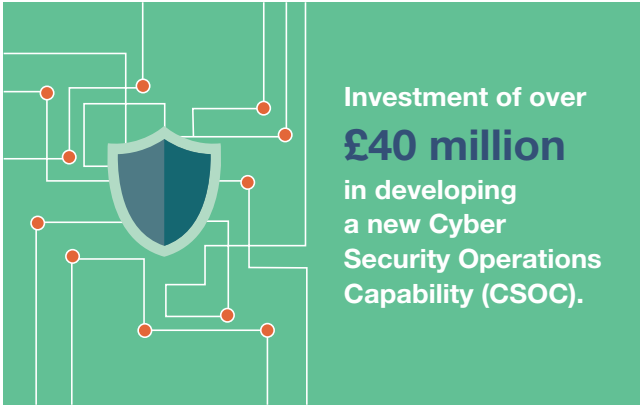 Investment of over
£40 million
in developing
a new Cyber
Security Operations
Capability (CSOC).